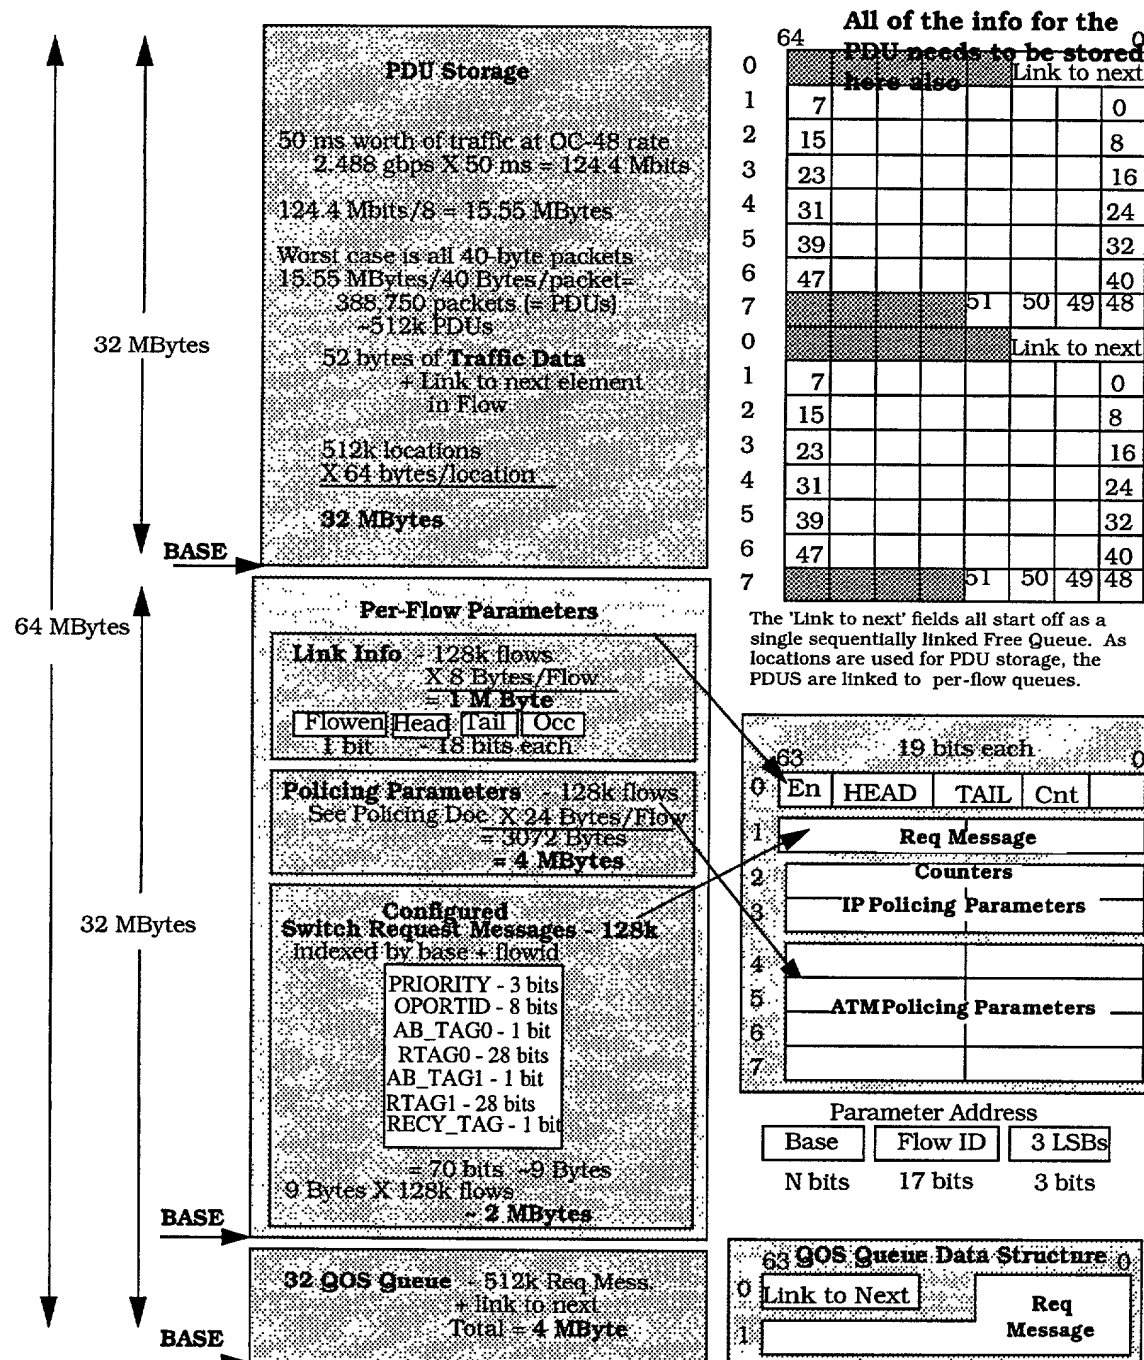 PDU Storage
50 ms worth of traffic at OC-48 rate
2.488 gbps X 50 ms = 124.4 Mbits
124.4 Mbits/8 = 15.55 MBytes
Worst case is all 40-byte packets
15.55 MBytes/40 Bytes/packet=
388,750 packets (= PDUs)
~512k PDUs
52 bytes of Traffic Data
+ Link to next element
in Flow
512k locations
X 64 bytes/location
32 MBytes
32 MBytes
64 MBytes
BASE
Per-Flow Parameters
Link Info - 128k flows
X 8 Bytes/Flow
= 1 M Byte
Flowen Head Tail Occ
1 bit - 18 bits each
Policing Parameters - 128k flows
See Policing Doc X 24 Bytes/Flow
= 3072 Bytes
= 4 MBytes
32 MBytes
Configured
Switch Request Messages - 128k
Indexed by base + flowid
PRIORITY - 3 bits
OPORTID - 8 bits
AB_TAG0 - 1 bit
RTAG0 - 28 bits
AB_TAG1 - 1 bit
RTAG1 - 28 bits
RECY_TAG - 1 bit
= 70 bits ~9 Bytes
9 Bytes X 128k flows
~ 2 MBytes
BASE
32 QOS Queue - 512k Req Mess.
+ link to next
Total = 4 MByte
BASE
All of the info for the
PDU needs to be stored
here also
64 0
0 Link to next
1 7 0
2 15 8
3 23 16
4 31 24
5 39 32
6 47 40
7 51 50 49 48
0 Link to next
1 7 0
2 15 8
3 23 16
4 31 24
5 39 32
6 47 40
7 51 50 49 48
The 'Link to next' fields all start off as a
single sequentially linked Free Queue. As
locations are used for PDU storage, the
PDUS are linked to per-flow queues.
19 bits each
63 0
0 En HEAD TAIL Cnt
1 Req Message
2 Counters
3 IP Policing Parameters
4
5 ATM Policing Parameters
6
7
Parameter Address
Base Flow ID 3 LSBs
N bits 17 bits 3 bits
63 QOS Queue Data Structure 0
0 Link to Next
1
Req
Message